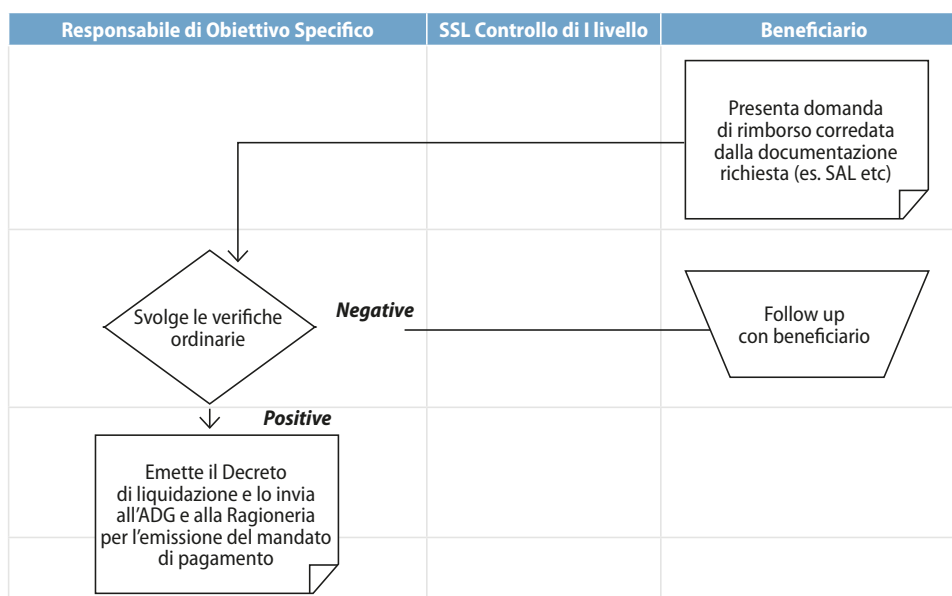 Responsabile di Obiettivo Specifico
SSL Controllo di I livello
Beneficiario
Presenta domanda
di rimborso corredata
dalla documentazione
richiesta (es. SAL etc)
Svolge le verifiche
ordinarie
Negative
Follow up
con beneficiario
Positive
Emette il Decreto
di liquidazione e lo invia
all'ADG e alla Ragioneria
per l'emissione del mandato
di pagamento